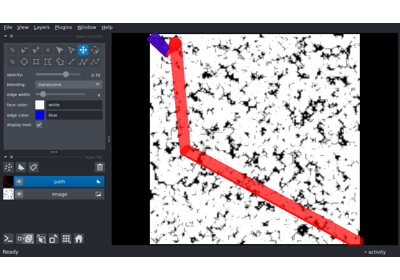 File View Layers Plugins Window Help
opacity: 0.70
blending: translucent
edge width: 4
face color: white
edge color: blue
display text: ✓
path
Image
Ready activity